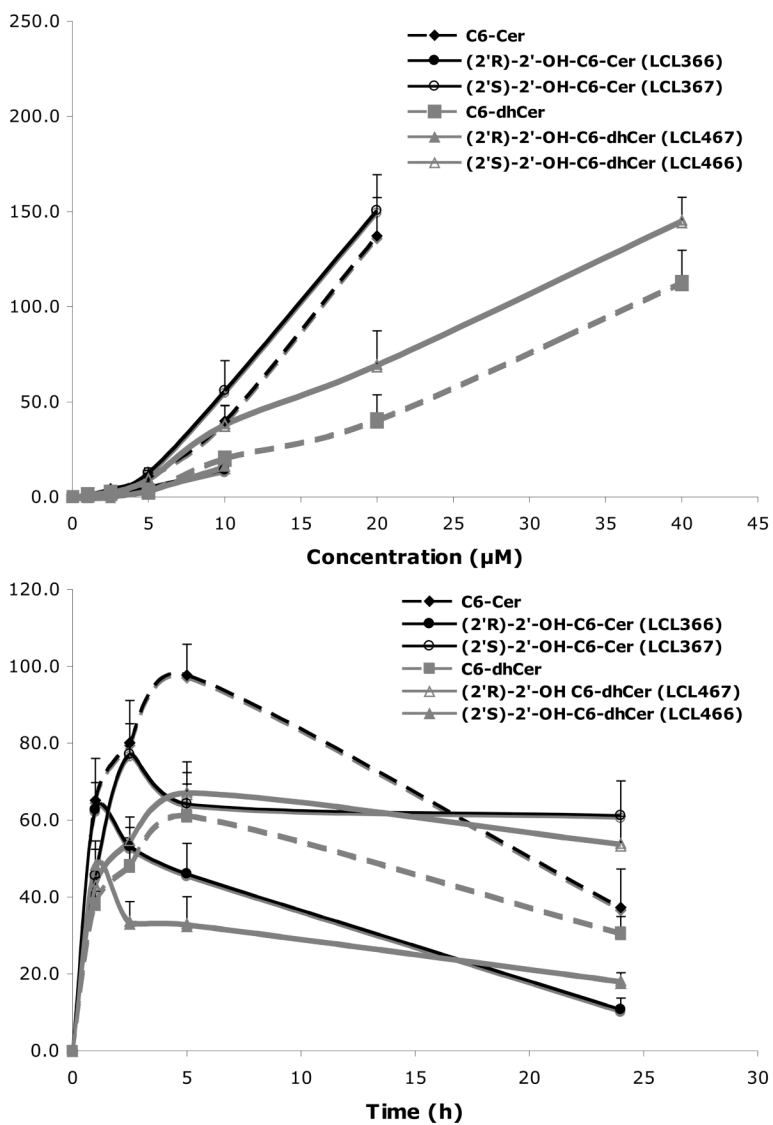 250.0
200.0
150.0
100.0
50.0
0.0
C6-Cer
(2'R)-2'-OH-C6-Cer (LCL366)
(2'S)-2'-OH-C6-Cer (LCL367)
C6-dhCer
(2'R)-2'-OH-C6-dhCer (LCL467)
(2'S)-2'-OH-C6-dhCer (LCL466)
0 5 10 15 20 25 30 35 40 45
Concentration (µM)
120.0
100.0
80.0
60.0
40.0
20.0
0.0
C6-Cer
(2'R)-2'-OH-C6-Cer (LCL366)
(2'S)-2'-OH-C6-Cer (LCL367)
C6-dhCer
(2'R)-2'-OH C6-dhCer (LCL467)
(2'S)-2'-OH-C6-dhCer (LCL466)
0 5 10 15 20 25 30
Time (h)